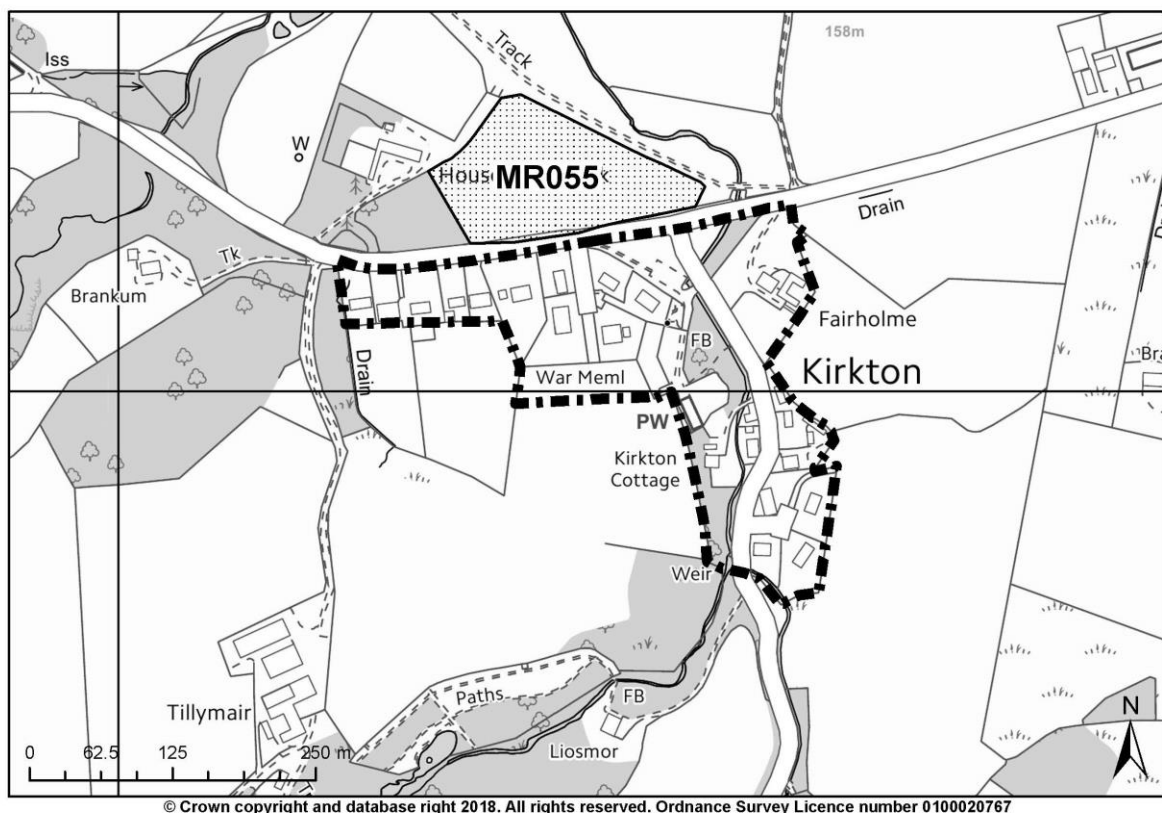 Iss
Track
158m
W
MR055
Drain
Tk
Brankum
Fairholme
FB
Drain
War Meml
Kirkton
PW
Kirkton
Cottage
Weir
Paths
FB
Tillymair
Liosmor
N
0 62.5 125 250 m
© Crown copyright and database right 2018. All rights reserved. Ordnance Survey Licence number 0100020767